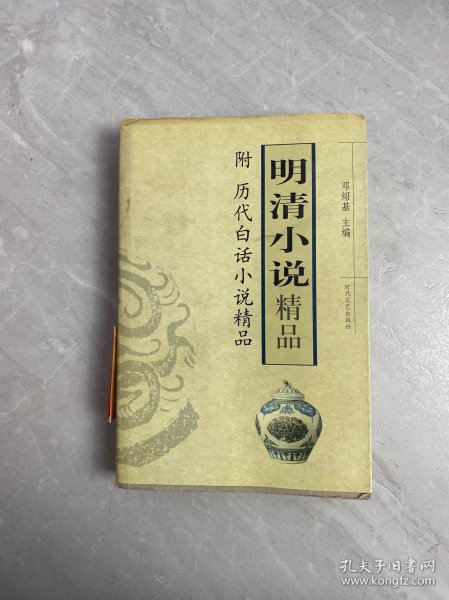 邓绍基 主编
时代文艺出版社
明清小说精品
附 历代白话小说精品
孔夫子旧书网
www.kongfz.com